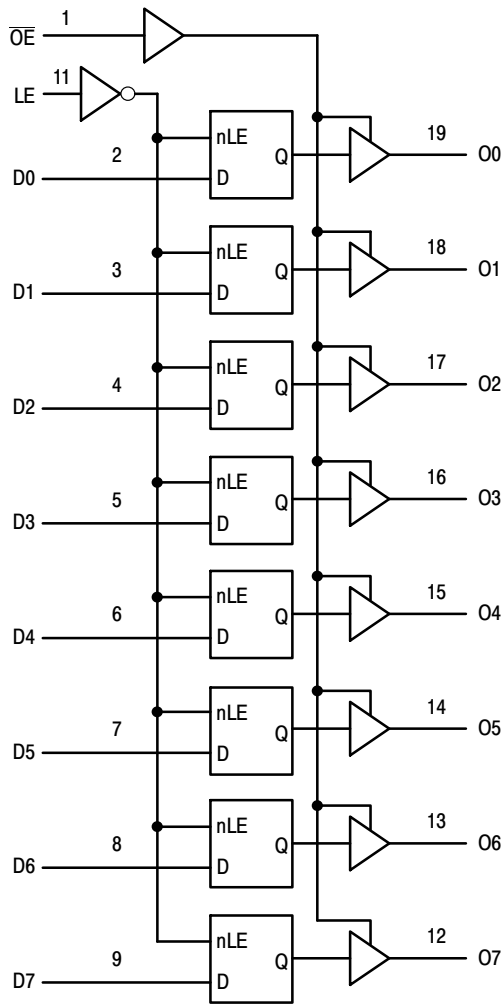 1
O̅E̅
11
LE
nLE 19
2 Q O0
D0 D
nLE 18
3 Q O1
D1 D
nLE 17
4 Q O2
D2 D
nLE 16
5 Q O3
D3 D
nLE 15
6 Q O4
D4 D
nLE 14
7 Q O5
D5 D
nLE 13
8 Q O6
D6 D
nLE 12
9 Q O7
D7 D